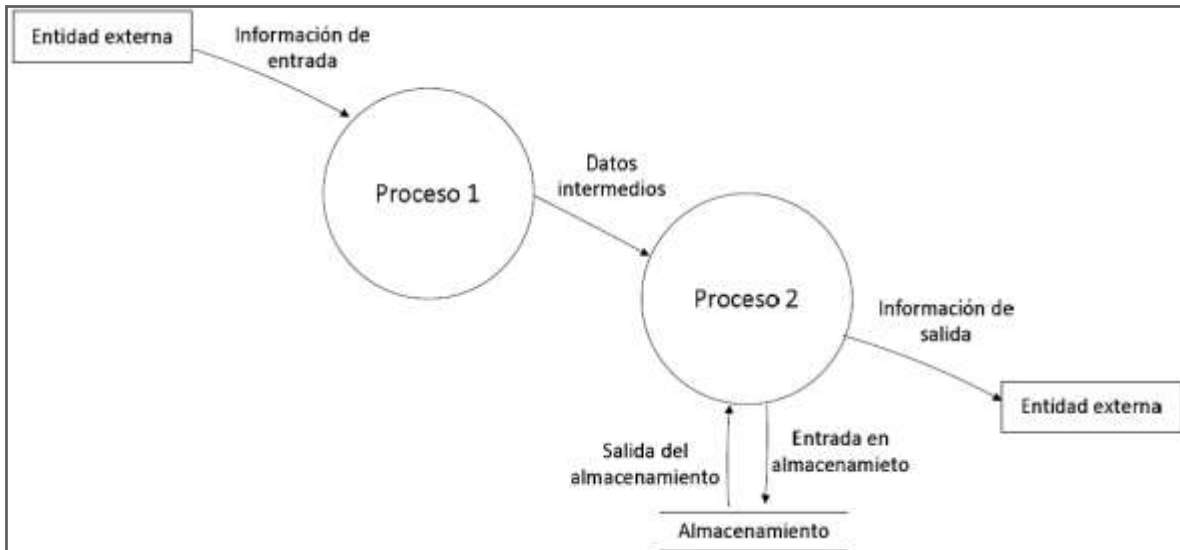 Entidad externa
Información de
entrada
Proceso 1
Datos
intermedios
Proceso 2
Información de
salida
Entidad externa
Salida del
almacenamiento
Entrada en
almacenamieto
Almacenamiento